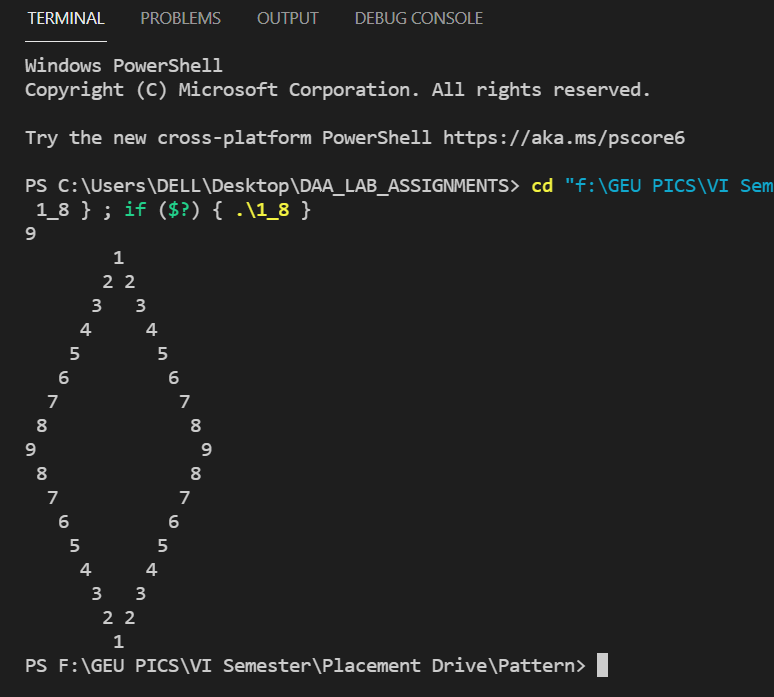 TERMINAL PROBLEMS OUTPUT DEBUG CONSOLE
Windows PowerShell
Copyright (C) Microsoft Corporation. All rights reserved.
Try the new cross-platform PowerShell https://aka.ms/pscore6
PS C:\Users\DELL\Desktop\DAA_LAB_ASSIGNMENTS> cd "f:\GEU PICS\VI Sem
 1_8 } ; if ($?) { .\1_8 }
9
        1
       2 2
      3   3
     4     4
    5       5
   6         6
  7           7
 8             8
9               9
 8             8
  7           7
   6         6
    5       5
     4     4
      3   3
       2 2
        1
PS F:\GEU PICS\VI Semester\Placement Drive\Pattern>